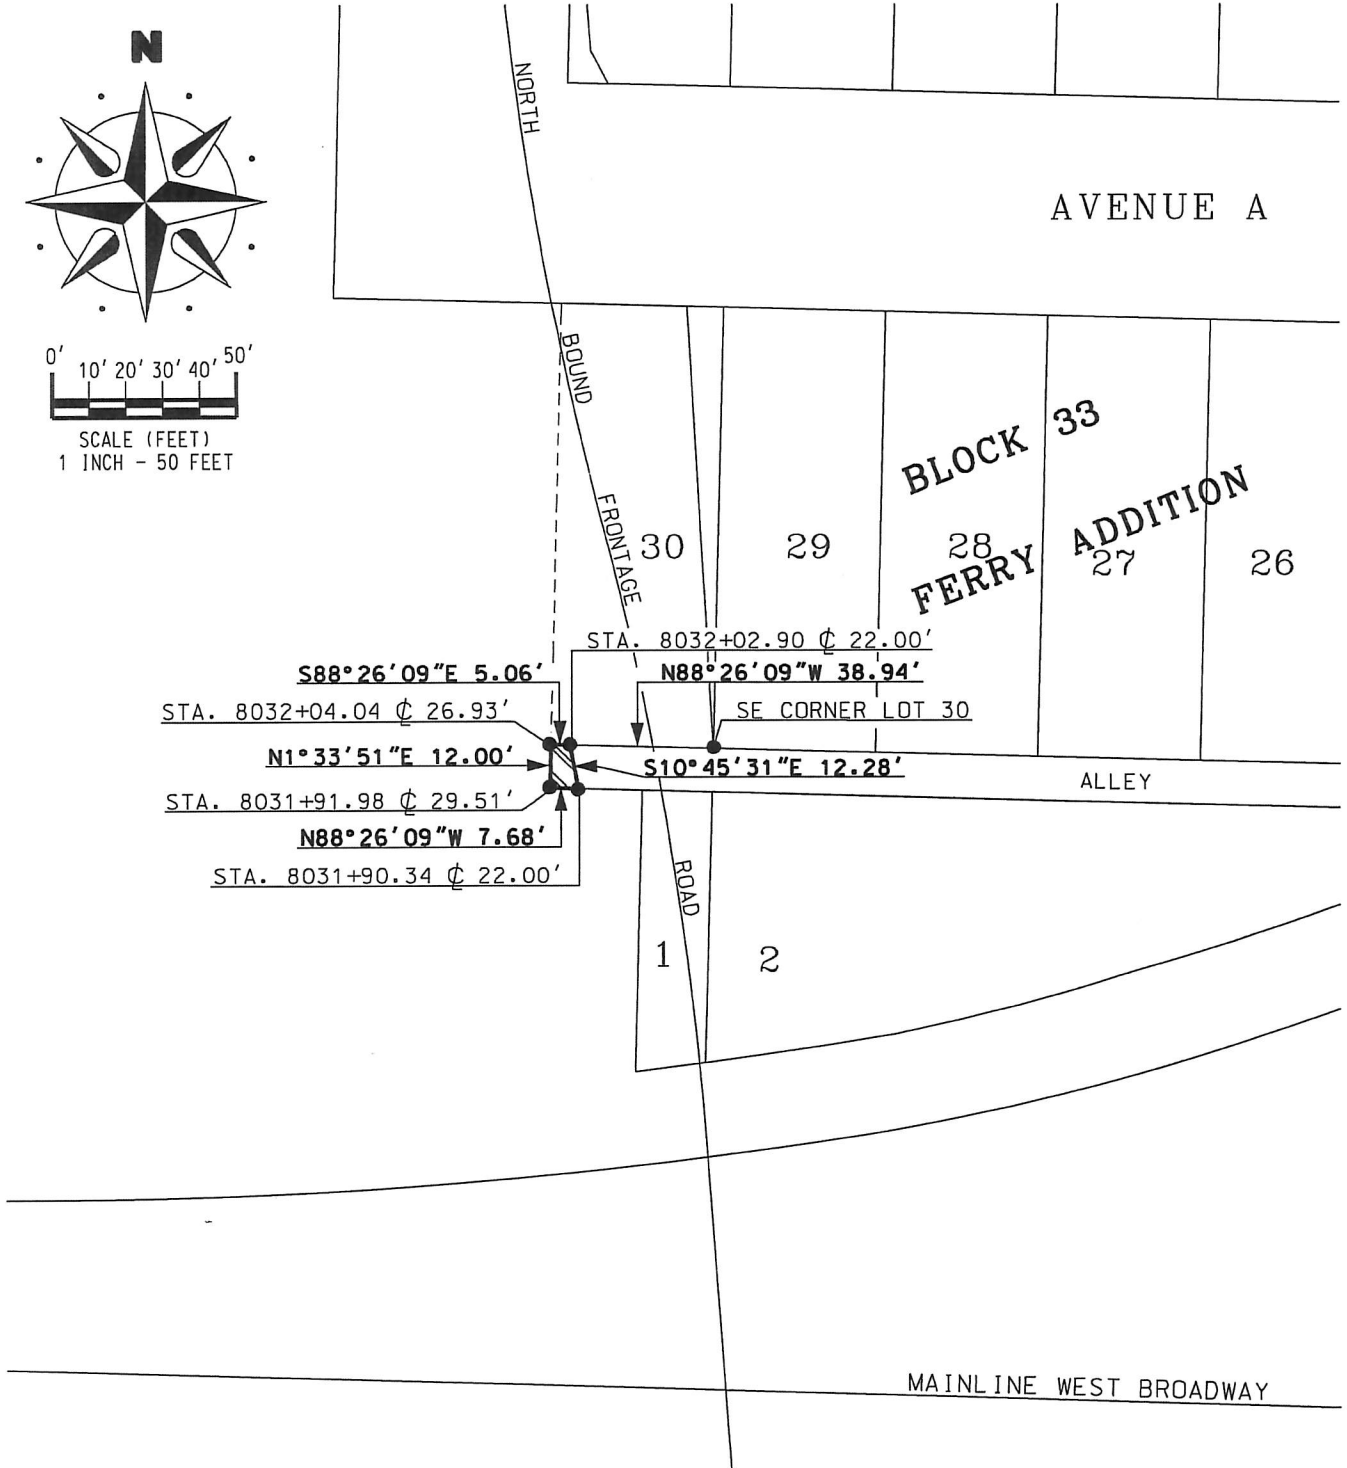 N
NORTH
AVENUE A
0' 10' 20' 30' 40' 50'
SCALE (FEET)
1 INCH - 50 FEET
BOUND
BLOCK 33
FERRY ADDITION
FRONTAGE
30 29 28 27 26
STA. 8032+02.90 ℄ 22.00'
S88°26'09"E 5.06'
N88°26'09"W 38.94'
STA. 8032+04.04 ℄ 26.93'
SE CORNER LOT 30
N1°33'51"E 12.00'
S10°45'31"E 12.28'
ALLEY
STA. 8031+91.98 ℄ 29.51'
N88°26'09"W 7.68'
STA. 8031+90.34 ℄ 22.00'
ROAD
1 2
MAINLINE WEST BROADWAY